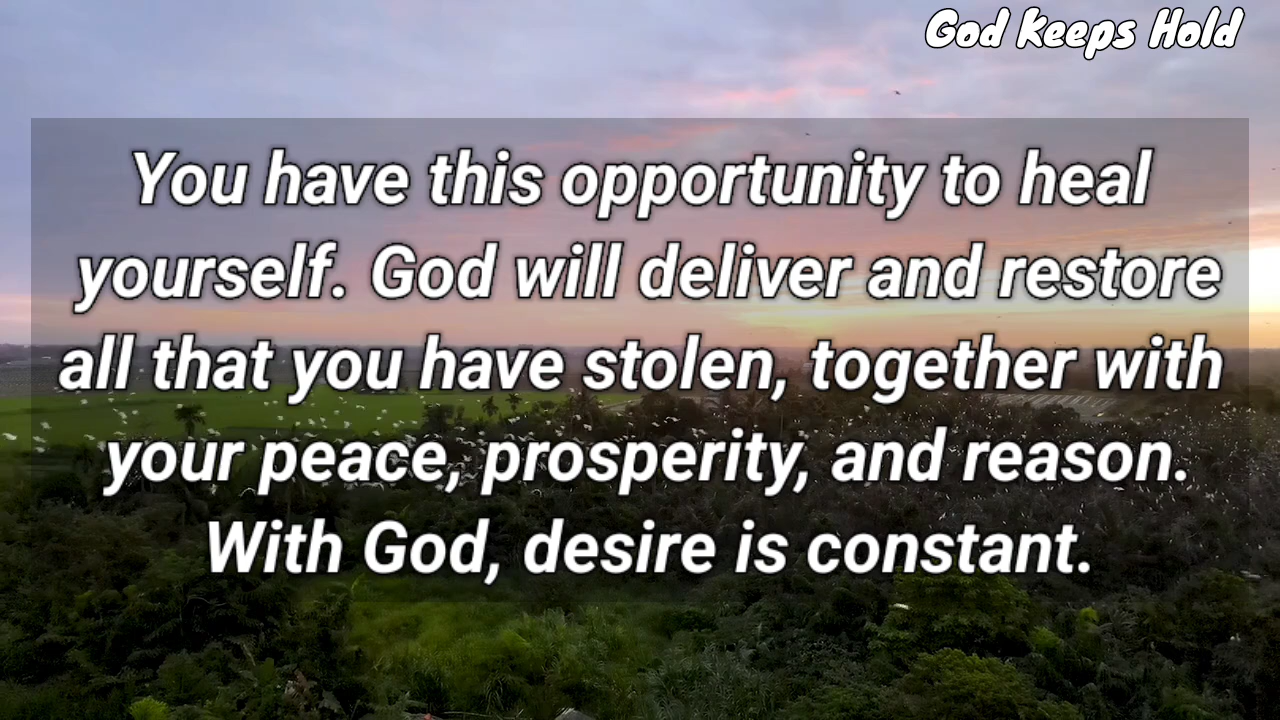 God Keeps Hold
You have this opportunity to heal
yourself. God will deliver and restore
all that you have stolen, together with
your peace, prosperity, and reason.
With God, desire is constant.